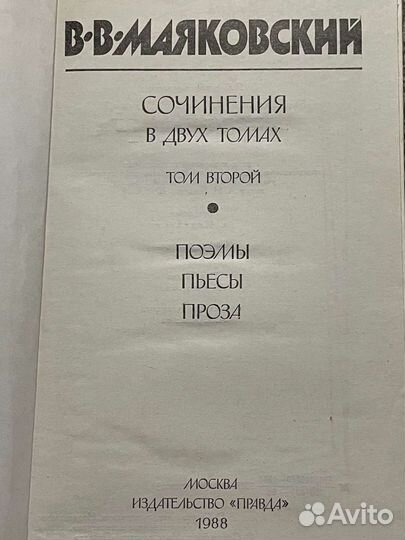 В·В·МАЯКОВСКИЙ
СОЧИНЕНИЯ
В ДВУХ ТОМАХ
ТОМ ВТОРОЙ
ПОЭМЫ
ПЬЕСЫ
ПРОЗА
МОСКВА
ИЗДАТЕЛЬСТВО «ПРАВДА»
1988
Avito